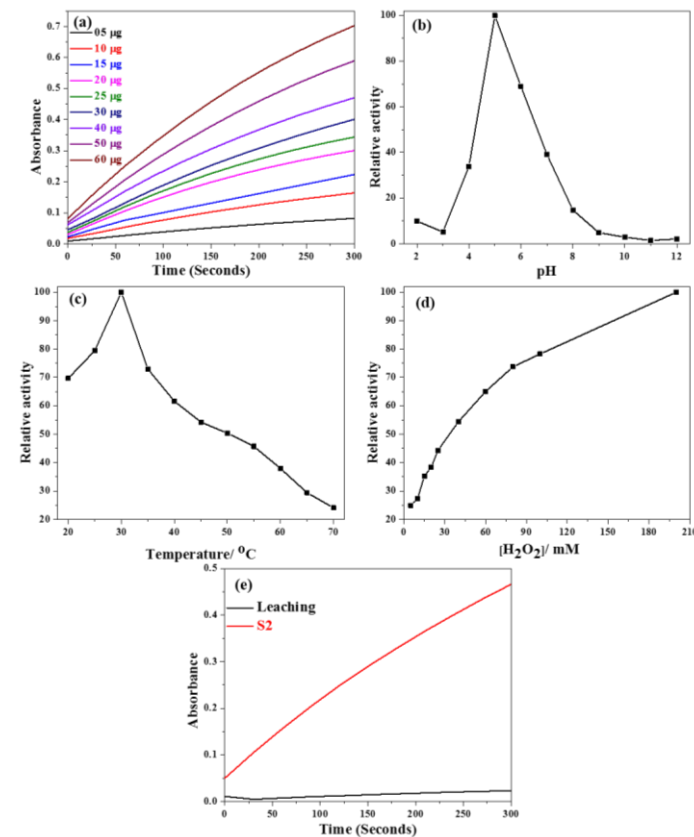 (a)
05 µg
10 µg
15 µg
20 µg
25 µg
30 µg
40 µg
50 µg
60 µg
Absorbance
0.7
0.6
0.5
0.4
0.3
0.2
0.1
0.0
0 50 100 150 200 250 300
Time (Seconds)
(b)
Relative activity
100
80
60
40
20
0
2 4 6 8 10 12
pH
(c)
Relative activity
100
90
80
70
60
50
40
30
20
20 30 40 50 60 70
Temperature/ °C
(d)
Relative activity
100
90
80
70
60
50
40
30
20
0 30 60 90 120 150 180 210
[H₂O₂]/ mM
(e)
Leaching
S2
Absorbance
0.5
0.4
0.3
0.2
0.1
0.0
0 50 100 150 200 250 300
Time (Seconds)